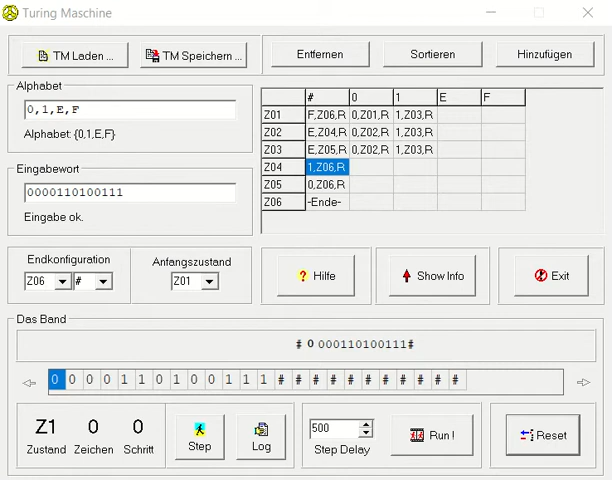 Turing Maschine
TM Laden ... TM Speichern ... Entfernen Sortieren Hinzufügen
Alphabet
0,1,E,F
Alphabet: {0,1,E,F}
Eingabewort
0000110100111
Eingabe ok.
# 0 1 E F
Z01 F,Z06,R 0,Z01,R 1,Z03,R
Z02 E,Z04,R 0,Z02,R 1,Z03,R
Z03 E,Z05,R 0,Z02,R 1,Z03,R
Z04 1,Z06,R
Z05 0,Z06,R
Z06 -Ende-
Endkonfiguration Anfangszustand
Z06 # Z01
? Hilfe Show Info Exit
Das Band
# 0 000110100111#
0 0 0 0 1 1 0 1 0 0 1 1 1 # # # # # # # # # # #
Z1 0 0
Zustand Zeichen Schritt
Step Log
500
Step Delay
Run !
Reset